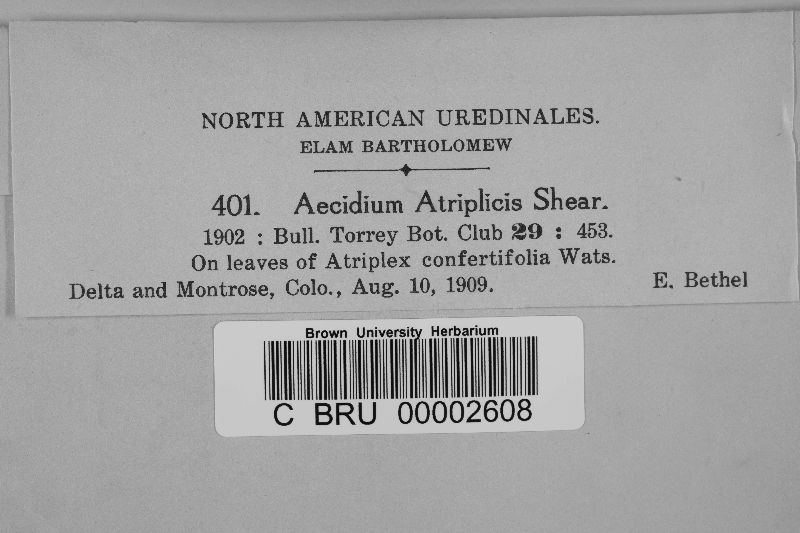 NORTH AMERICAN UREDINALES.
ELAM BARTHOLOMEW
401. Aecidium Atriplicis Shear.
1902 : Bull. Torrey Bot. Club 29 : 453.
On leaves of Atriplex confertifolia Wats.
Delta and Montrose, Colo., Aug. 10, 1909. E. Bethel
Brown University Herbarium
C BRU 00002608